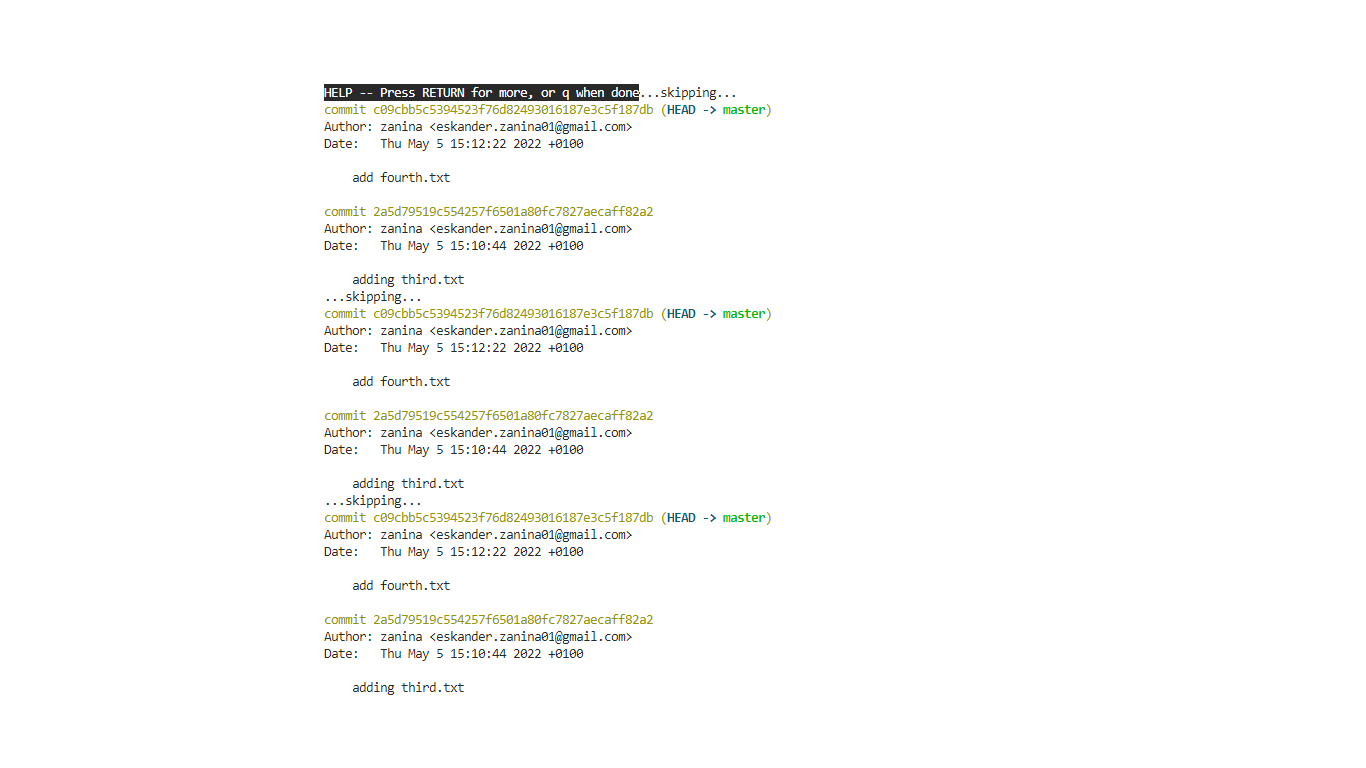 HELP -- Press RETURN for more, or q when done...skipping...
commit c09cbb5c5394523f76d82493016187e3c5f187db (HEAD -> master)
Author: zanina <eskander.zanina01@gmail.com>
Date:   Thu May 5 15:12:22 2022 +0100

    add fourth.txt

commit 2a5d79519c554257f6501a80fc7827aecaff82a2
Author: zanina <eskander.zanina01@gmail.com>
Date:   Thu May 5 15:10:44 2022 +0100

    adding third.txt
...skipping...
commit c09cbb5c5394523f76d82493016187e3c5f187db (HEAD -> master)
Author: zanina <eskander.zanina01@gmail.com>
Date:   Thu May 5 15:12:22 2022 +0100

    add fourth.txt

commit 2a5d79519c554257f6501a80fc7827aecaff82a2
Author: zanina <eskander.zanina01@gmail.com>
Date:   Thu May 5 15:10:44 2022 +0100

    adding third.txt
...skipping...
commit c09cbb5c5394523f76d82493016187e3c5f187db (HEAD -> master)
Author: zanina <eskander.zanina01@gmail.com>
Date:   Thu May 5 15:12:22 2022 +0100

    add fourth.txt

commit 2a5d79519c554257f6501a80fc7827aecaff82a2
Author: zanina <eskander.zanina01@gmail.com>
Date:   Thu May 5 15:10:44 2022 +0100

    adding third.txt